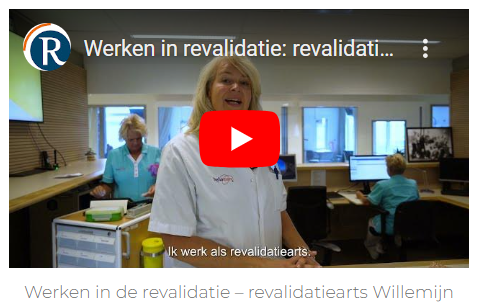 R
Werken in revalidatie: revalidati...
Ik werk als revalidatiearts.
Werken in de revalidatie – revalidatiearts Willemijn